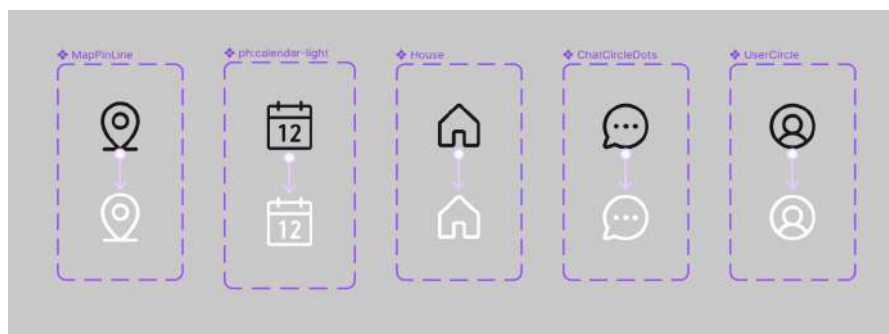 MapPinLine
ph:calendar-light
House
ChatCircleDots
UserCircle
12
12